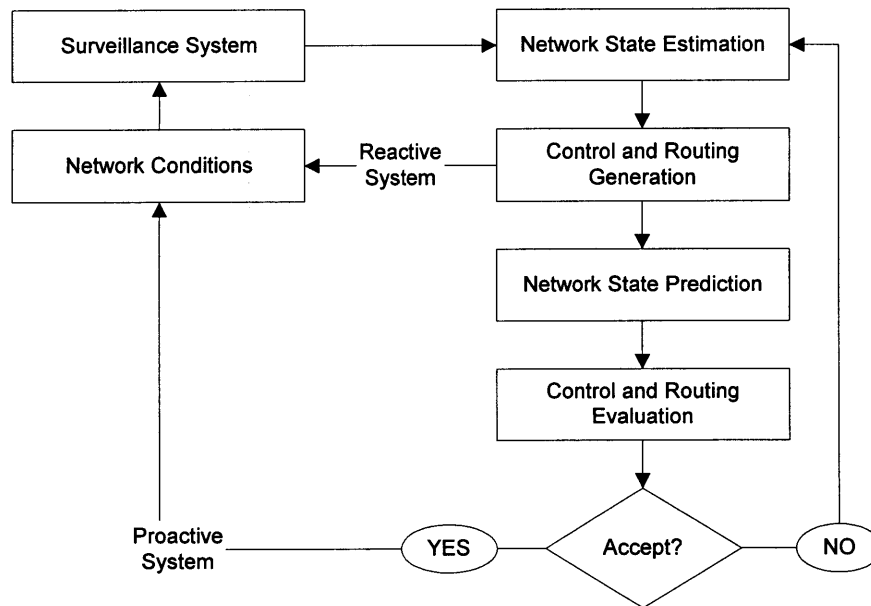 Surveillance System
Network State Estimation
Network Conditions
Reactive
System
Control and Routing
Generation
Network State Prediction
Control and Routing
Evaluation
Proactive
System
YES
Accept?
NO